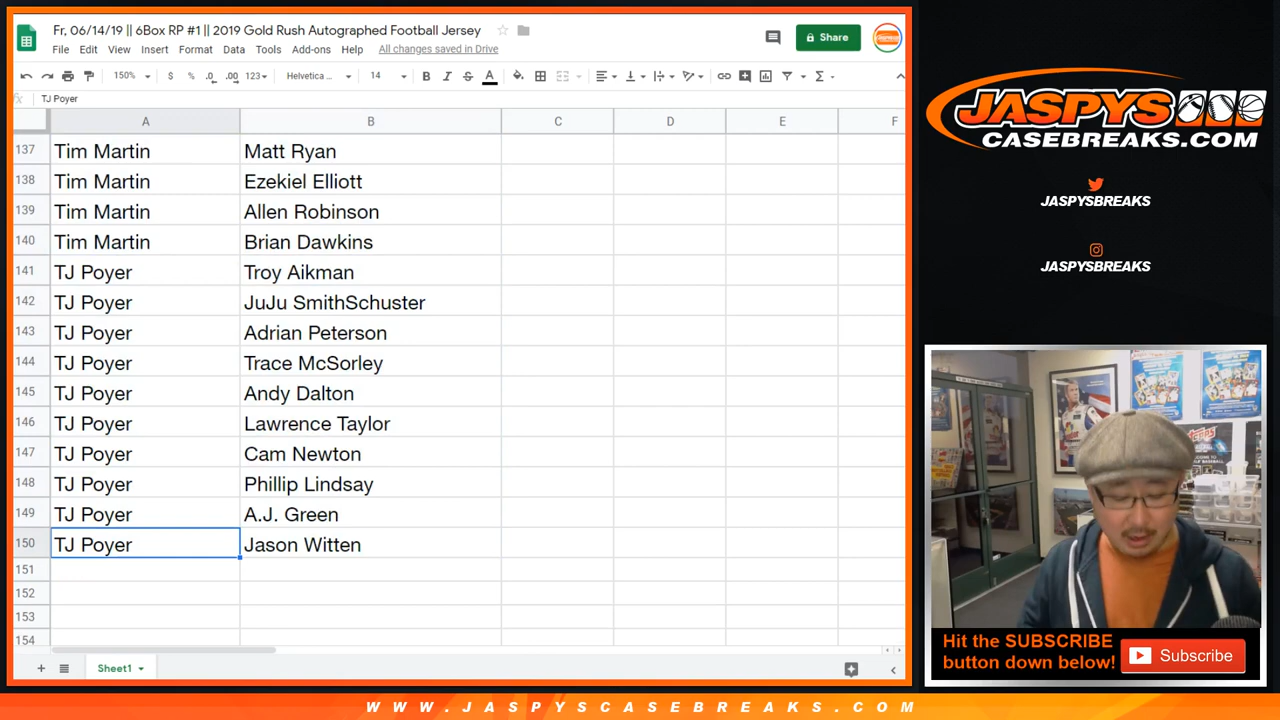 Fr, 06/14/19 || 6Box RP #1 || 2019 Gold Rush Autographed Football Jersey
File Edit View Insert Format Data Tools Add-ons Help All changes saved in Drive
Share
150% $ % .0 .00 123 Helvetica ... 14 B I S A
fx TJ Poyer
A B C D E F
137 Tim Martin Matt Ryan
138 Tim Martin Ezekiel Elliott
139 Tim Martin Allen Robinson
140 Tim Martin Brian Dawkins
141 TJ Poyer Troy Aikman
142 TJ Poyer JuJu SmithSchuster
143 TJ Poyer Adrian Peterson
144 TJ Poyer Trace McSorley
145 TJ Poyer Andy Dalton
146 TJ Poyer Lawrence Taylor
147 TJ Poyer Cam Newton
148 TJ Poyer Phillip Lindsay
149 TJ Poyer A.J. Green
150 TJ Poyer Jason Witten
151
152
153
154
Sheet1
JASPYS
CASEBREAKS.COM
JASPYSBREAKS
JASPYSBREAKS
Hit the SUBSCRIBE
button down below!
Subscribe
WWW.JASPYSCASEBREAKS.COM